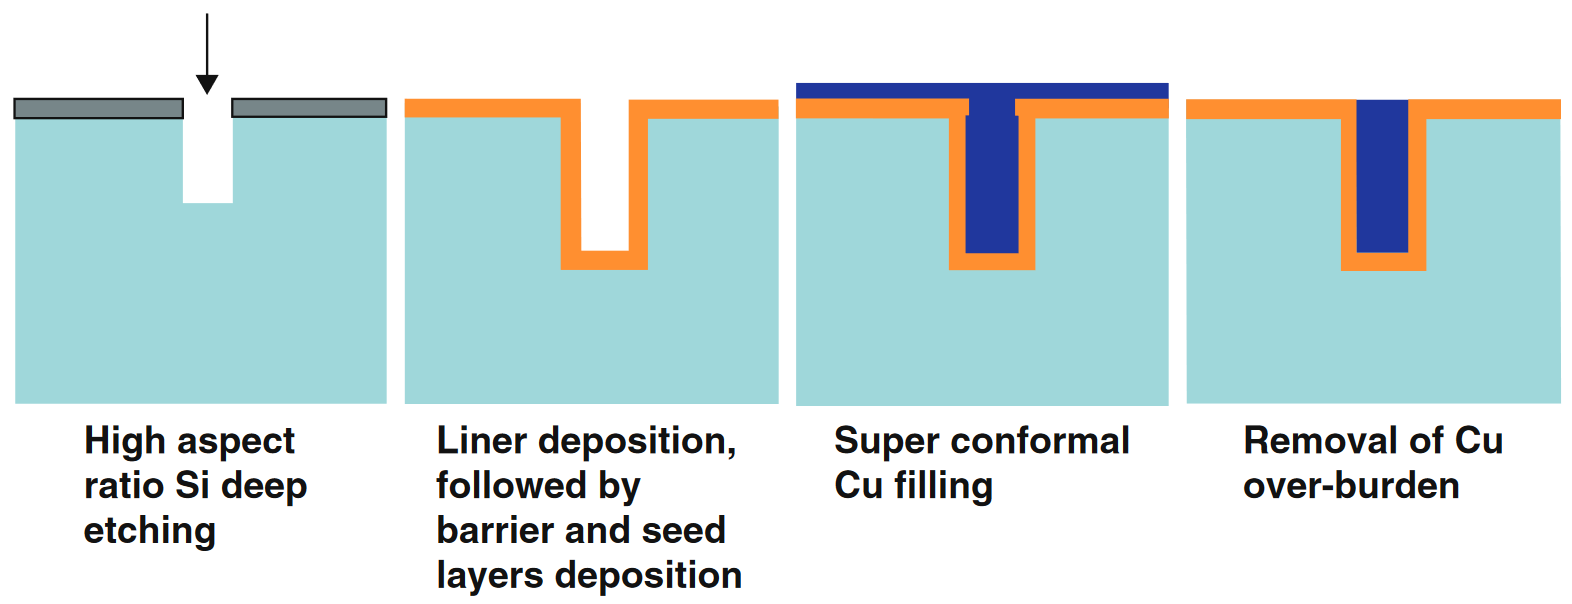 High aspect
ratio Si deep
etching
Liner deposition,
followed by
barrier and seed
layers deposition
Super conformal
Cu filling
Removal of Cu
over-burden